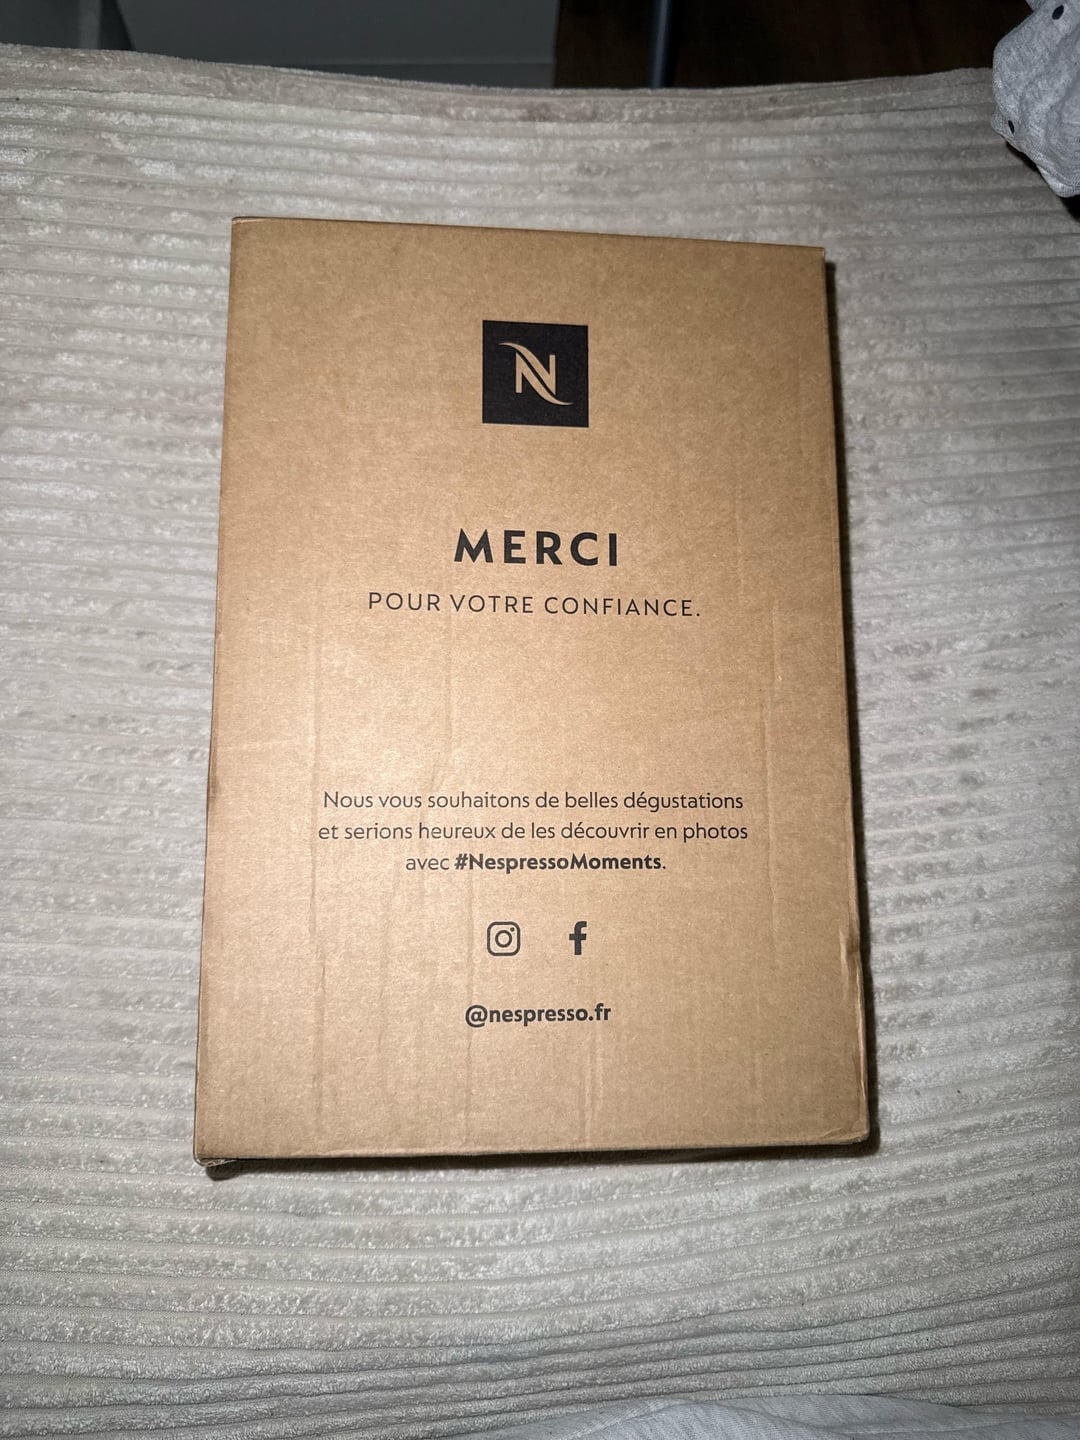 N
MERCI
POUR VOTRE CONFIANCE.
Nous vous souhaitons de belles dégustations
et serions heureux de les découvrir en photos
avec #NespressoMoments.
@nespresso.fr